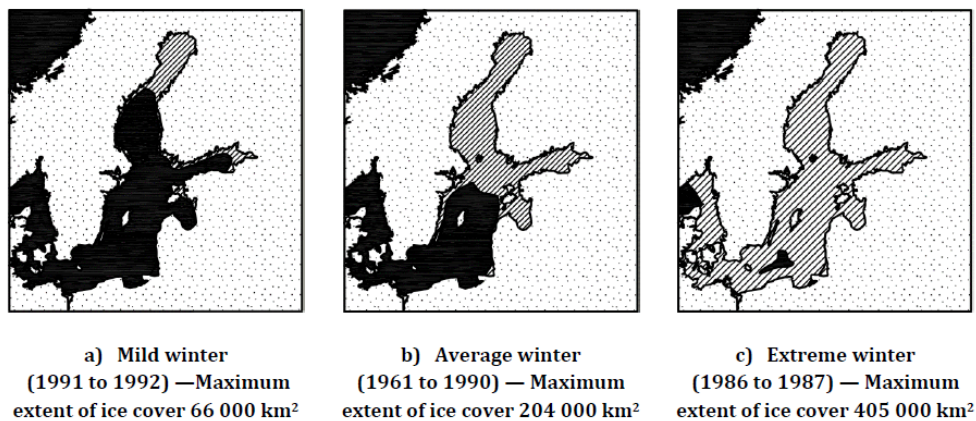 a) Mild winter
(1991 to 1992) —Maximum
extent of ice cover 66 000 km²
b) Average winter
(1961 to 1990) — Maximum
extent of ice cover 204 000 km²
c) Extreme winter
(1986 to 1987) — Maximum
extent of ice cover 405 000 km²